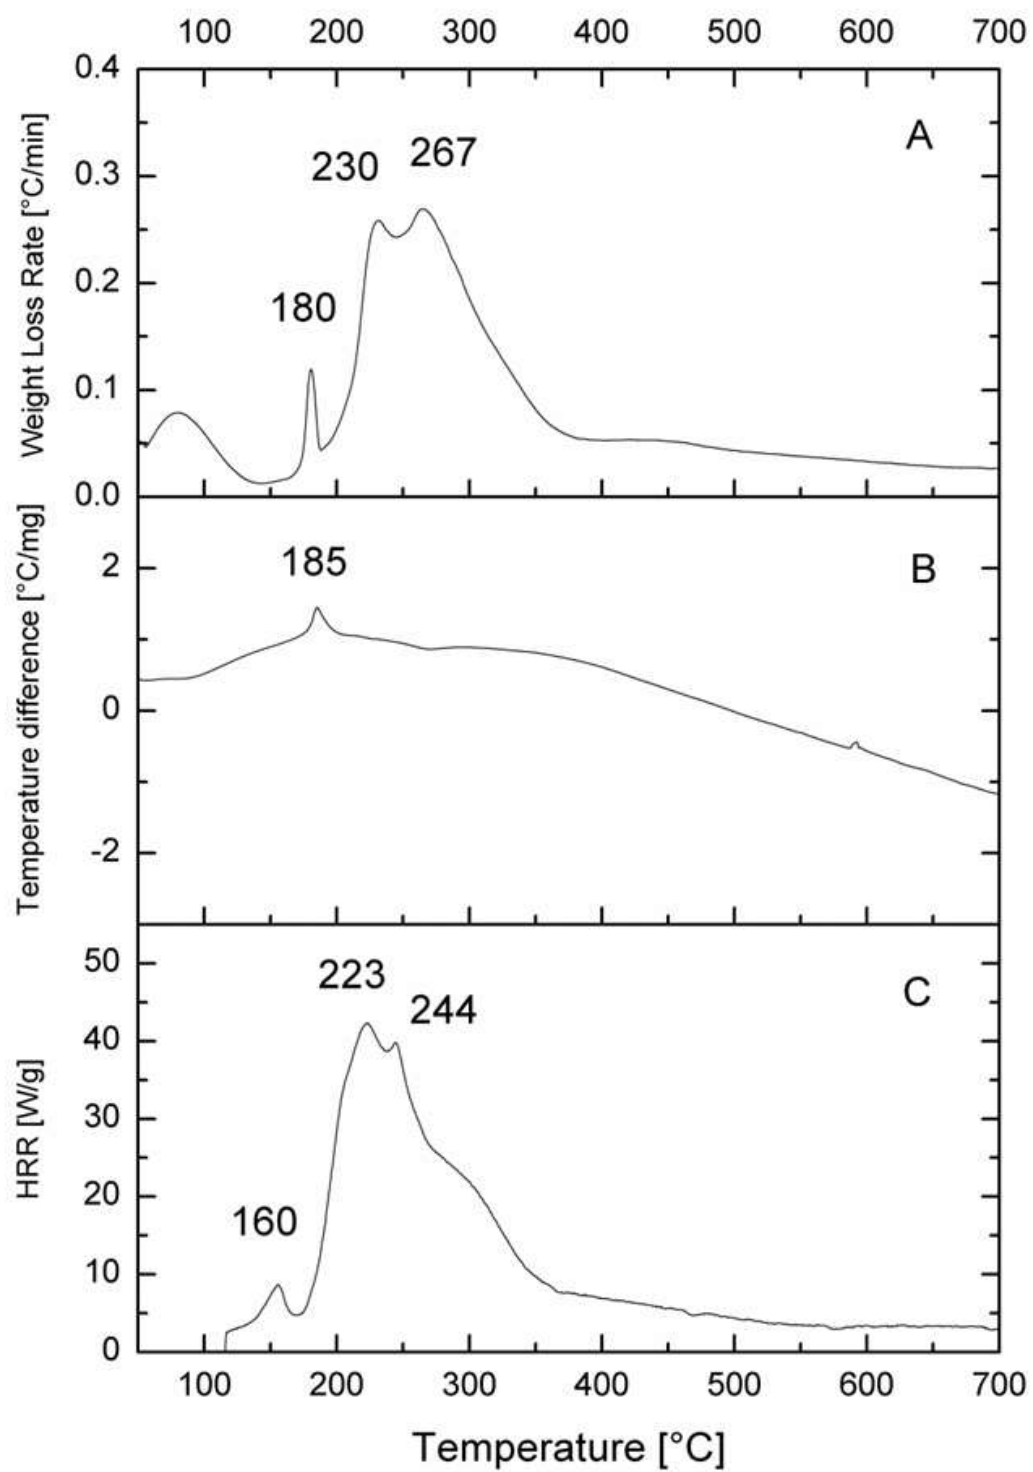 100 200 300 400 500 600 700
0.4
A
230 267
0.3
0.2
180
0.1
0.0
Weight Loss Rate [°C/min]
185
B
2
0
-2
Temperature difference [°C/mg]
50
223
C
244
40
30
20
160
10
0
HRR [W/g]
100 200 300 400 500 600 700
Temperature [°C]